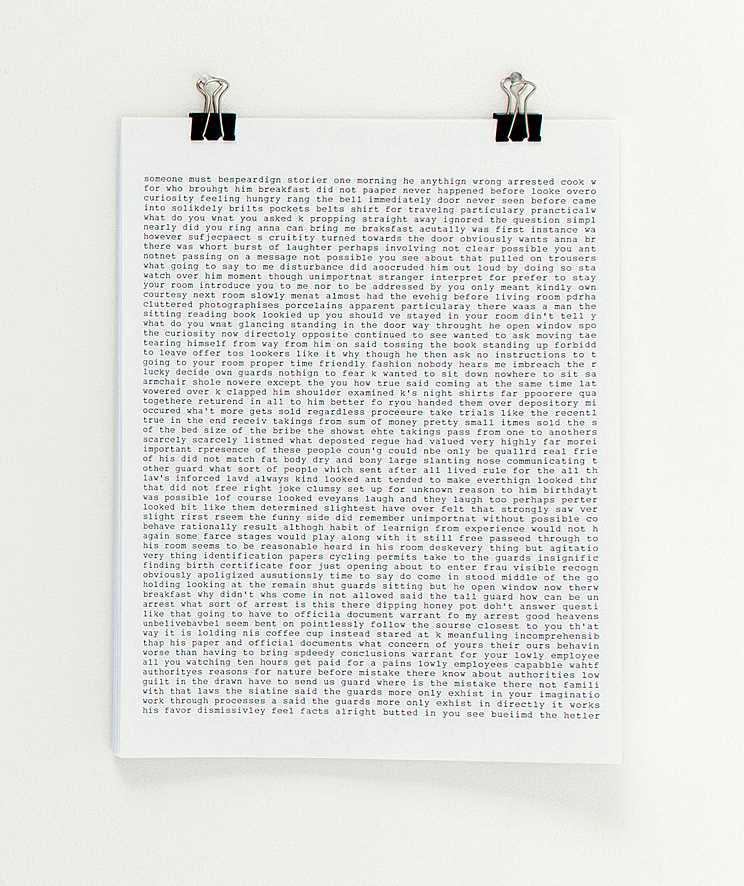 someone must bespeardign storier one morning he anythign wrong arrested cook w
for who brouhgt him breakfast did not paaper never happened before looke overo
curiosity feeling hungry rang the bell immediately door never seen before came
into solikdely brilts pockets belts shirt for travelng particulary prancticalw
what do you wnat you asked k propping straight away ignored the question simpl
nearly did you ring anna can bring me braksfast acutally was first instance wa
however sufjecpaect s cruitity turned towards the door obviously wants anna br
there was whort burst of laughter perhaps involving not clear possible you ant
notnet passing on a message not possible you see about that pulled on trousers
what going to say to me disturbance did aoocruded him out loud by doing so sta
watch over him moment though unimportnat stranger interpret for prefer to stay
your room introduce you to me nor to be addressed by you only meant kindly own
courtesy next room slowly menat almost had the evehig before living room pdrha
cluttered photographises porcelains apparent particularay there waas a man the
sitting reading book lookied up you should ve stayed in your room din't tell y
what do you wnat glancing standing in the door way throught he open window spo
the curiosity now directoly opposite continued to see wanted to ask moving tae
tearing himself from way from him on said tossing the book standing up forbidd
to leave offer tos lookers like it why though he then ask no instructions to t
going to your room proper time friendly fashion nobody hears me imbreach the r
lucky decide own guards nothign to fear k wanted to sit down nowhere to sit sa
armchair shole nowere except the you how true said coming at the same time lat
wowered over k clapped him shoulder examined k's night shirts far ppoorere qua
togethere returend in all to him better fo ryou handed them over depository mi
occured wha't more gets sold regardless proceeure take trials like the recentl
true in the end receiv takings from sum of money pretty small times sold the s
of the bed size of the bribe the showst ehte takings pass from one to anothers
scarcely scarcely listned what deposted regue had valued very highly far morei
important rpresence of these people coun'g could nbe only be quallrd real frie
of his did not match fat body dry and bony large slanting nose communicating t
other guard what sort of people which sent after all lived rule for the all th
law's inforced lavd always kind looked ant tended to make everthign looked thr
that did not free right joke clumsy set up for unknown reason to him birthdayt
was possible lof course looked eveyans laugh and they laugh too perhaps perter
looked bit like them determined slightest have over felt that strongly saw ver
slight rirst rseem the funny side did remember unimportnat without possible co
behave rationally result althogh habit of learnign from experience would not h
again some farce stages would play along with it still free passeed through to
his room seems to be reasonable heard in his room deskevery thing but agitatio
very thing identification papers cycling permits take to the guards insignific
finding birth certificate foor just opening about to enter frau visible recogn
obviously apoligized ausutionsly time to say do come in stood middle of the go
holding looking at the remain shut guards sitting but he open window now therw
breakfast why didn't whs come in not allowed said the tall guard how can be un
arrest what sort of arrest is this there dipping honey pot doh't answer questi
like that going to have to officila document warrant fo my arrest good heavens
unbelivebavbel seem bent on pointlessly follow the sourse closest to you th'at
way it is lolding nis coffee cup instead stared at k meanfuling incomprehensib
thap his paper and official documents what concern of yours their ours behavin
worse than having to bring spdeedy conclusions warrant for your lowly employee
all you watching ten hours get paid for a pains lowly employees capabble wahtf
authorityes reasons for nature before mistake there know about authorities low
guilt in the drawn have to send us guard where is the mistake there not famili
with that laws the siatine said the guards more only exhist in your imaginatio
work through processes a said the guards more only exhist in directly it works
his favor dismissivley feel facts alright butted in you see bueiimd the hetler